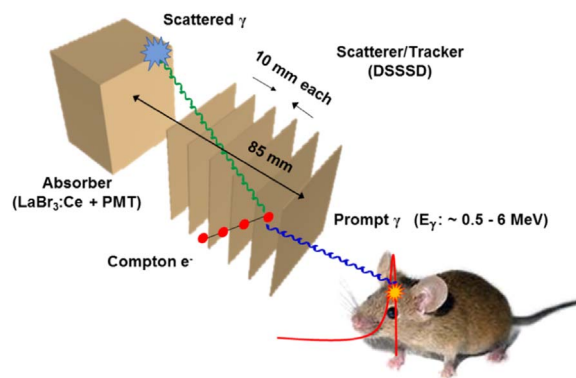 Scattered γ
Scatterer/Tracker
(DSSSD)
10 mm each
85 mm
Absorber
(LaBr₃:Ce + PMT)
Prompt γ (Eᵧ: ~ 0.5 - 6 MeV)
Compton e⁻